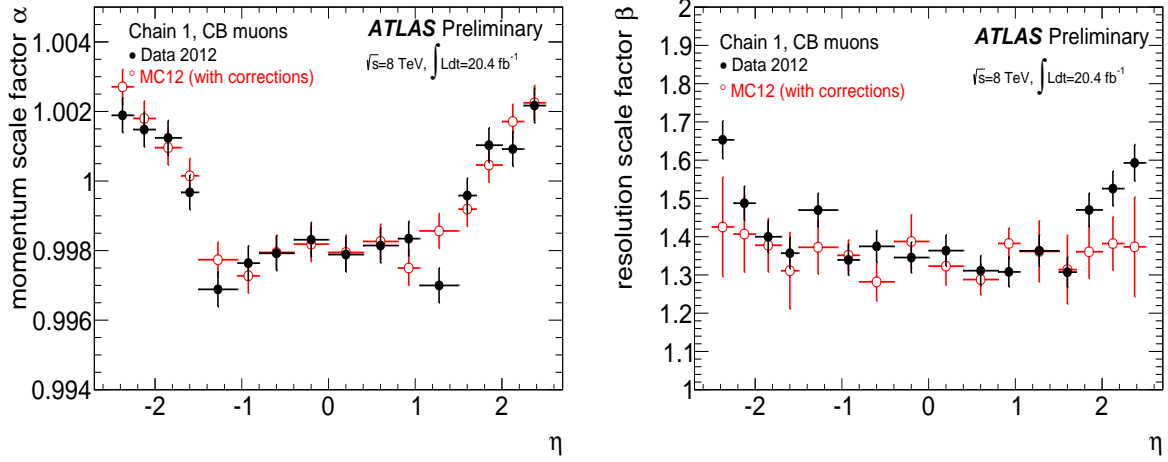 momentum scale factor α
1.004
1.002
1
0.998
0.996
0.994
Chain 1, CB muons
Data 2012
MC12 (with corrections)
ATLAS Preliminary
√s=8 TeV, ∫Ldt=20.4 fb⁻¹
-2 -1 0 1 2
η
resolution scale factor β
2
1.9
1.8
1.7
1.6
1.5
1.4
1.3
1.2
1.1
1
Chain 1, CB muons
Data 2012
MC12 (with corrections)
ATLAS Preliminary
√s=8 TeV, ∫Ldt=20.4 fb⁻¹
-2 -1 0 1 2
η